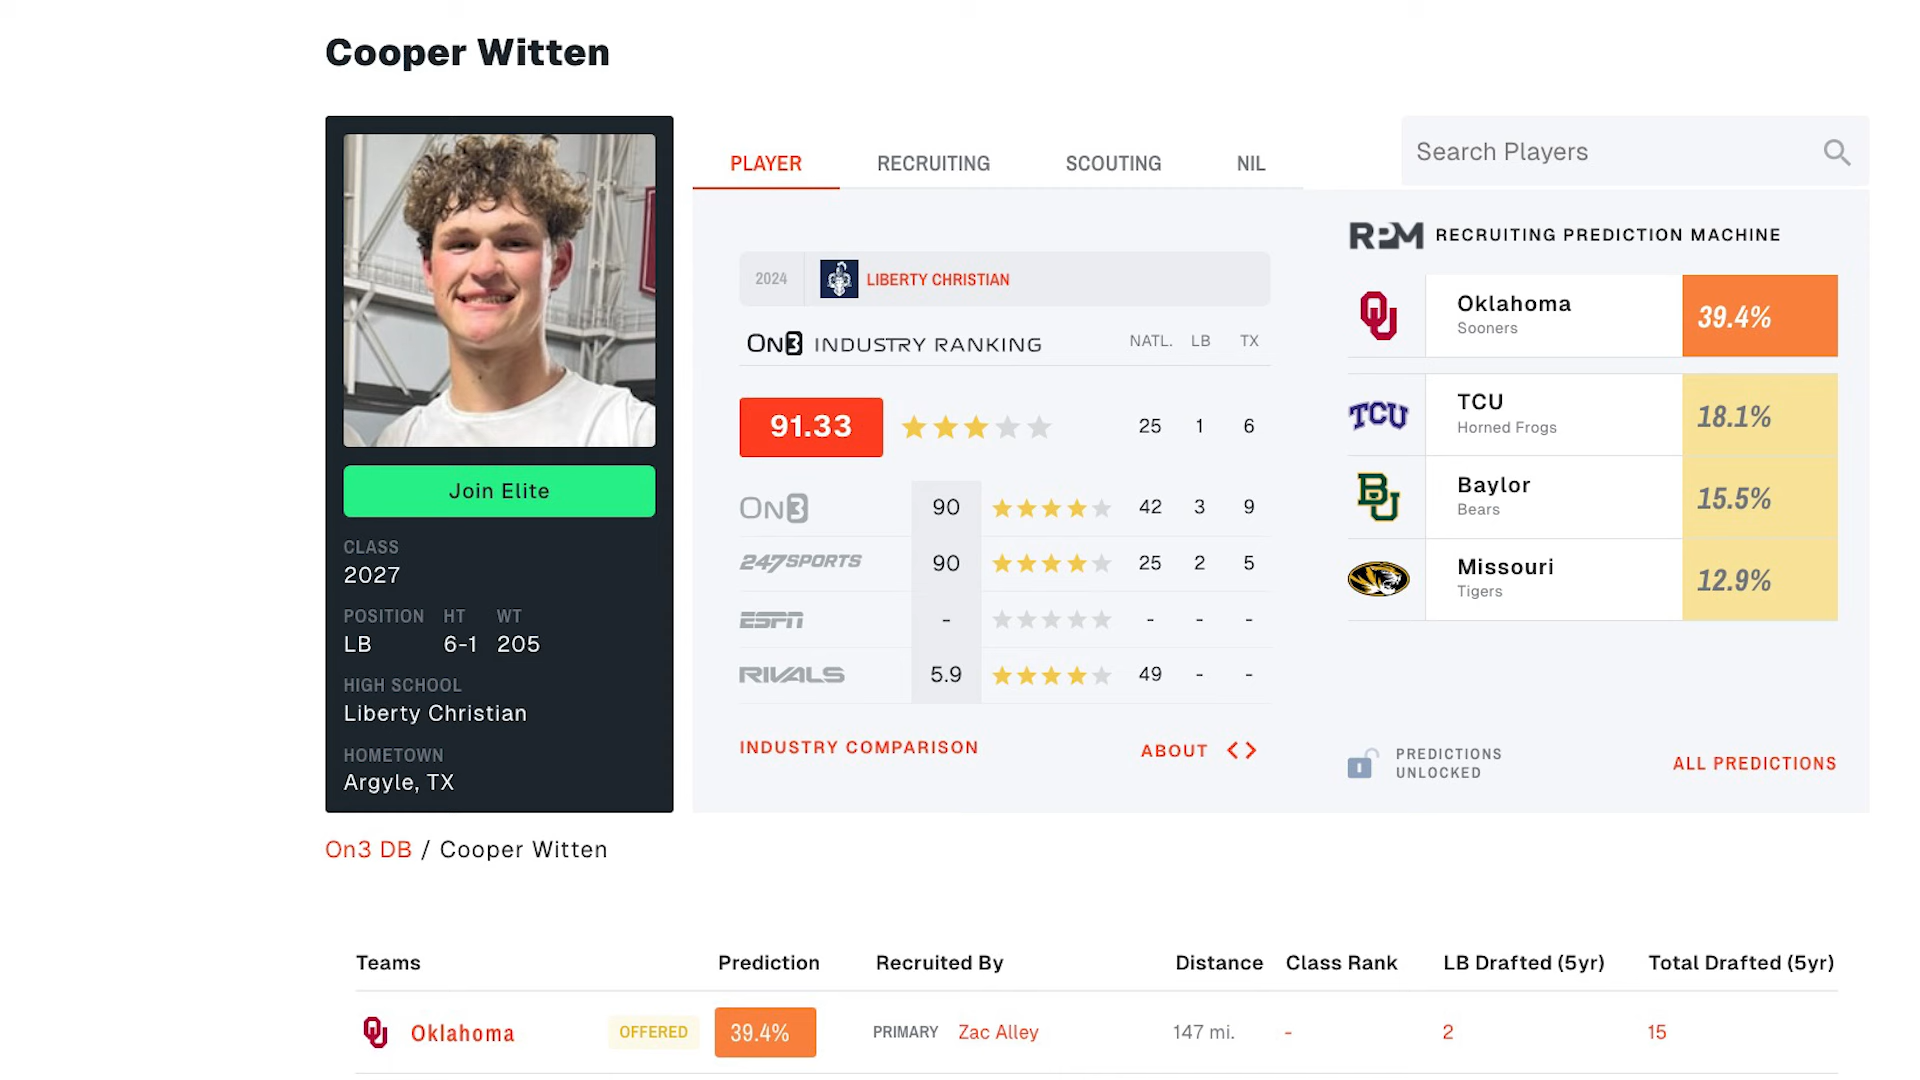 Cooper Witten
Search Players
PLAYER RECRUITING SCOUTING NIL
RPM RECRUITING PREDICTION MACHINE
2024 LIBERTY CHRISTIAN
On3 INDUSTRY RANKING NATL. LB TX
91.33 25 1 6
On3 90 42 3 9
247SPORTS 90 25 2 5
ESPN - - - -
RIVALS 5.9 49 - -
INDUSTRY COMPARISON ABOUT
OU Oklahoma 39.4%
Sooners
TCU TCU 18.1%
Horned Frogs
BU Baylor 15.5%
Bears
Missouri 12.9%
Tigers
PREDICTIONS
UNLOCKED
ALL PREDICTIONS
Join Elite
CLASS
2027
POSITION HT WT
LB 6-1 205
HIGH SCHOOL
Liberty Christian
HOMETOWN
Argyle, TX
On3 DB / Cooper Witten
Teams Prediction Recruited By Distance Class Rank LB Drafted (5yr) Total Drafted (5yr)
OU Oklahoma OFFERED 39.4% PRIMARY Zac Alley 147 mi. - 2 15